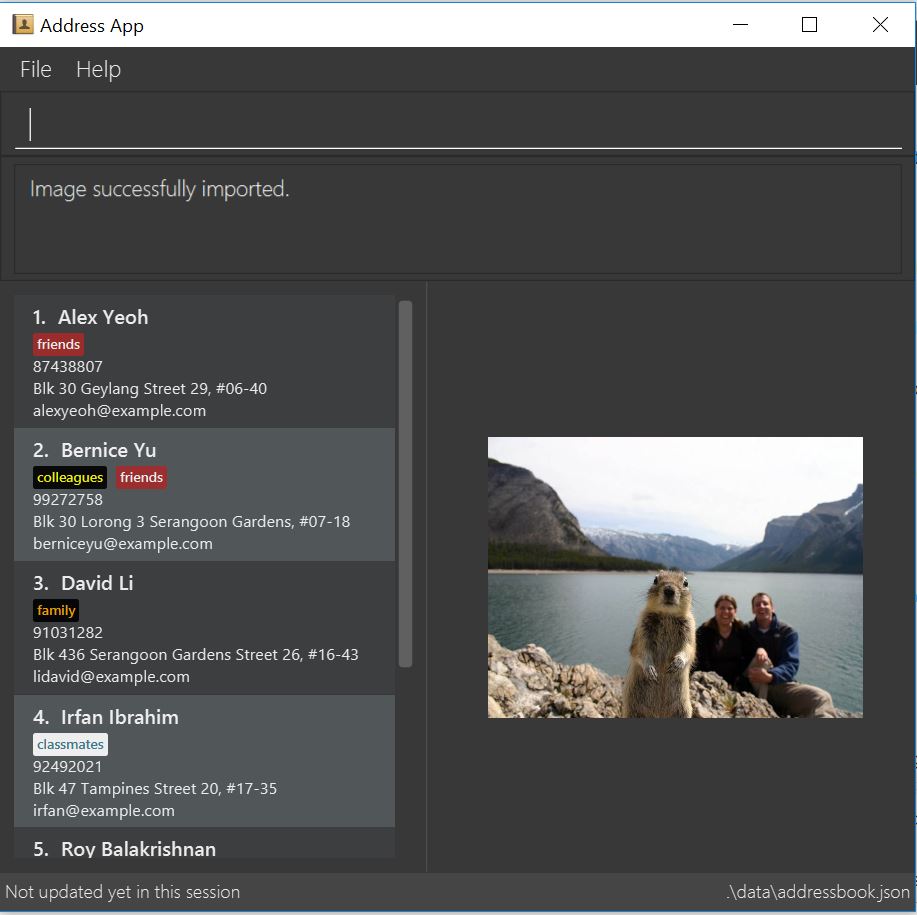 Address App
File Help
Image successfully imported.
1. Alex Yeoh
friends
87438807
Blk 30 Geylang Street 29, #06-40
alexyeoh@example.com
2. Bernice Yu
colleagues friends
99272758
Blk 30 Lorong 3 Serangoon Gardens, #07-18
berniceyu@example.com
3. David Li
family
91031282
Blk 436 Serangoon Gardens Street 26, #16-43
lidavid@example.com
4. Irfan Ibrahim
classmates
92492021
Blk 47 Tampines Street 20, #17-35
irfan@example.com
5. Roy Balakrishnan
Not updated yet in this session
.\data\addressbook.json